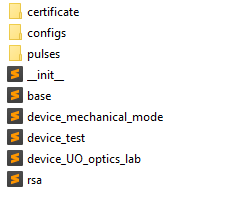 certificate
configs
pulses
__init__
base
device_mechanical_mode
device_test
device_UO_optics_lab
rsa